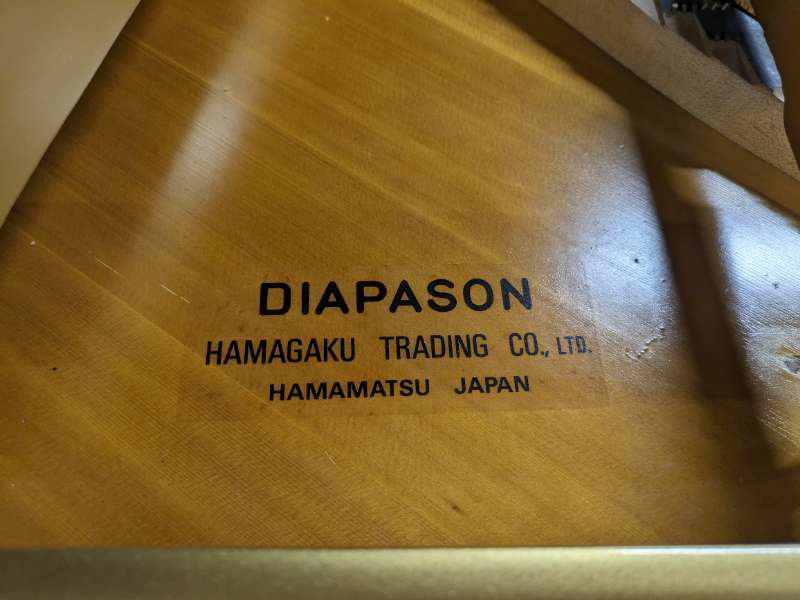 DIAPASON
HAMAGAKU TRADING CO., LTD.
HAMAMATSU JAPAN